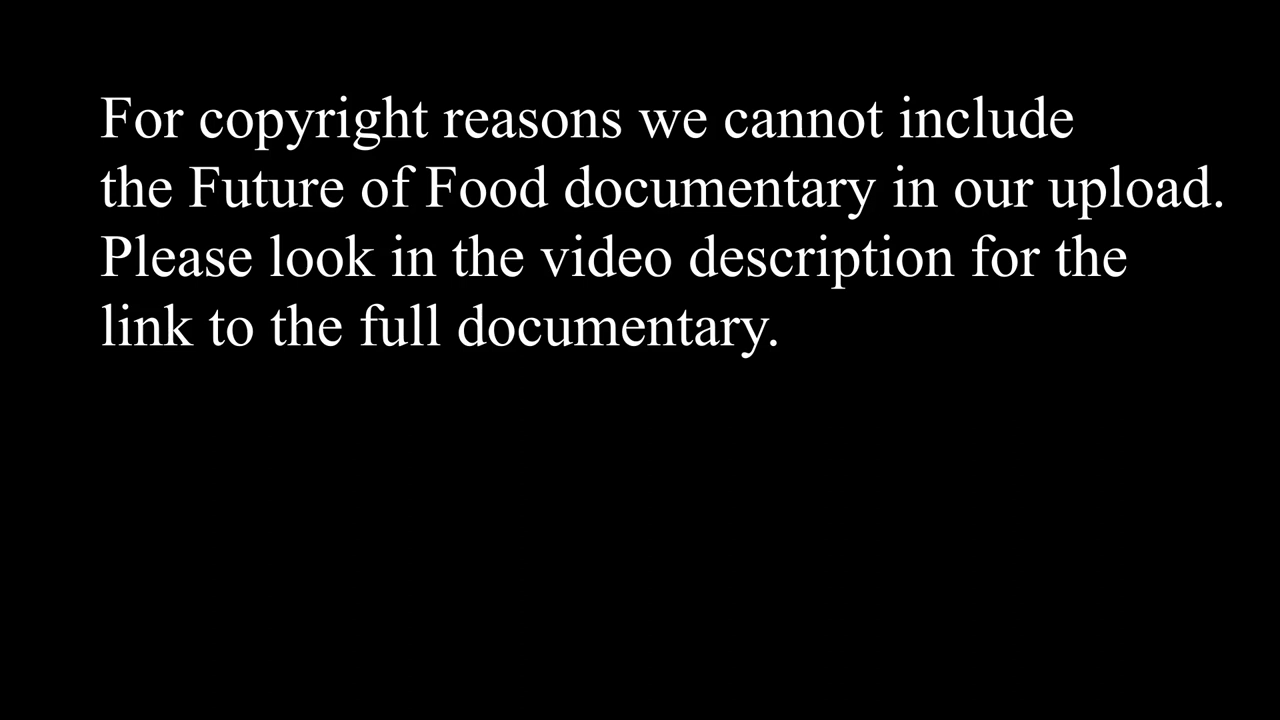 For copyright reasons we cannot include
the Future of Food documentary in our upload.
Please look in the video description for the
link to the full documentary.